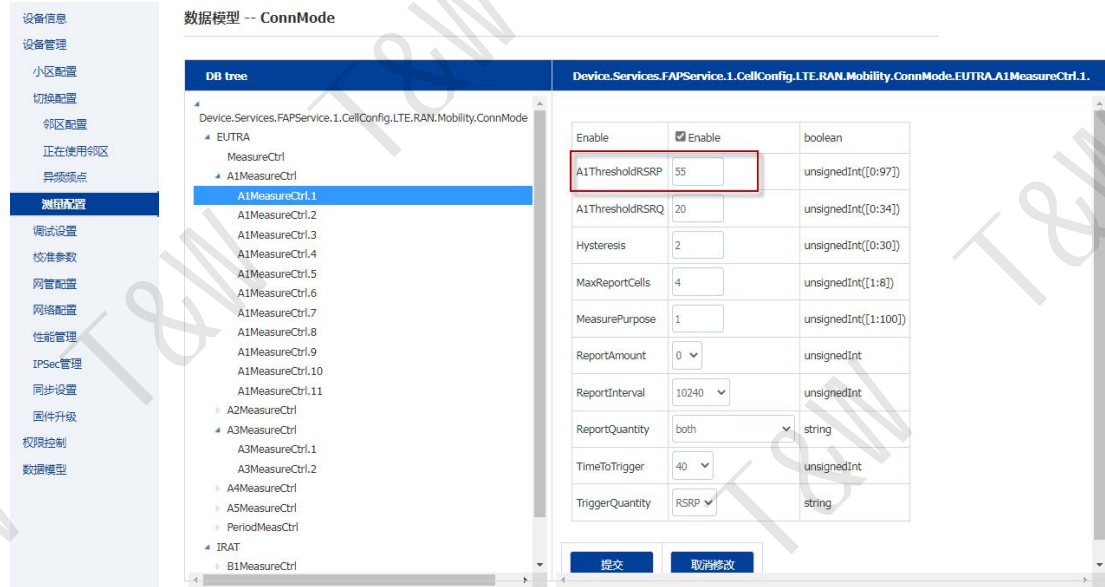 设备信息
设备管理
小区配置
切换配置
邻区配置
正在使用邻区
异频频点
测量配置
调试设置
校准参数
网管配置
网络配置
性能管理
IPSec管理
同步设置
固件升级
权限控制
数据模型
数据模型 -- ConnMode
DB tree
Device.Services.FAPService.1.CellConfig.LTE.RAN.Mobility.ConnMode
EUTRA
MeasureCtrl
A1MeasureCtrl
A1MeasureCtrl.1
A1MeasureCtrl.2
A1MeasureCtrl.3
A1MeasureCtrl.4
A1MeasureCtrl.5
A1MeasureCtrl.6
A1MeasureCtrl.7
A1MeasureCtrl.8
A1MeasureCtrl.9
A1MeasureCtrl.10
A1MeasureCtrl.11
A2MeasureCtrl
A3MeasureCtrl
A3MeasureCtrl.1
A3MeasureCtrl.2
A4MeasureCtrl
A5MeasureCtrl
PeriodMeasCtrl
IRAT
B1MeasureCtrl
Device.Services.FAPService.1.CellConfig.LTE.RAN.Mobility.ConnMode.EUTRA.A1MeasureCtrl.1.
Enable Enable boolean
A1ThresholdRSRP 55 unsignedInt([0:97])
A1ThresholdRSRQ 20 unsignedInt([0:34])
Hysteresis 2 unsignedInt([0:30])
MaxReportCells 4 unsignedInt([1:8])
MeasurePurpose 1 unsignedInt([1:100])
ReportAmount 0 unsignedInt
ReportInterval 10240 unsignedInt
ReportQuantity both string
TimeToTrigger 40 unsignedInt
TriggerQuantity RSRP string
提交 取消修改
T&W
T&W
T&W
T&W